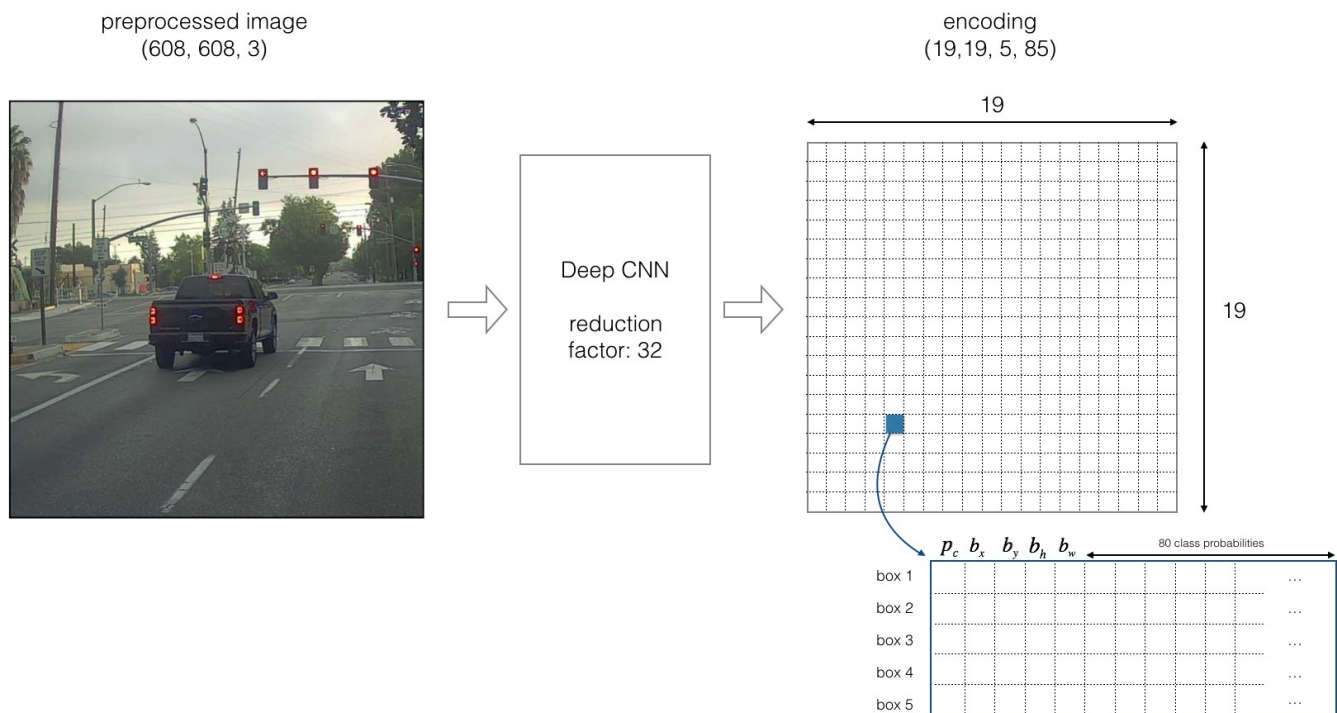 preprocessed image
(608, 608, 3)
encoding
(19,19, 5, 85)
19
Deep CNN
reduction
factor: 32
19
p_c b_x b_y b_h b_w 80 class probabilities
box 1 ...
box 2 ...
box 3 ...
box 4 ...
box 5 ...